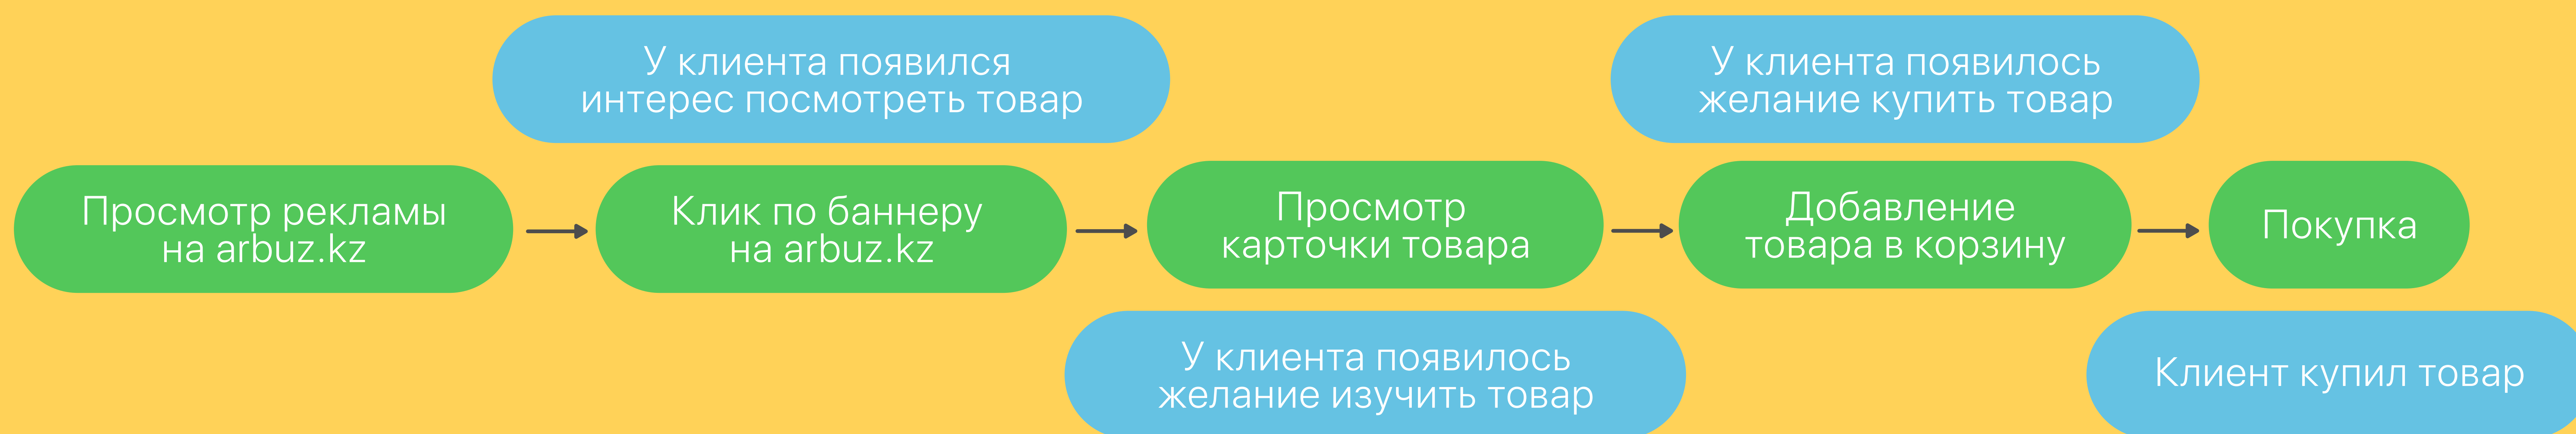 У клиента появился
интерес посмотреть товар
У клиента появилось
желание купить товар
Просмотр рекламы
на arbuz.kz
Клик по баннеру
на arbuz.kz
Просмотр
карточки товара
Добавление
товара в корзину
Покупка
У клиента появилось
желание изучить товар
Клиент купил товар